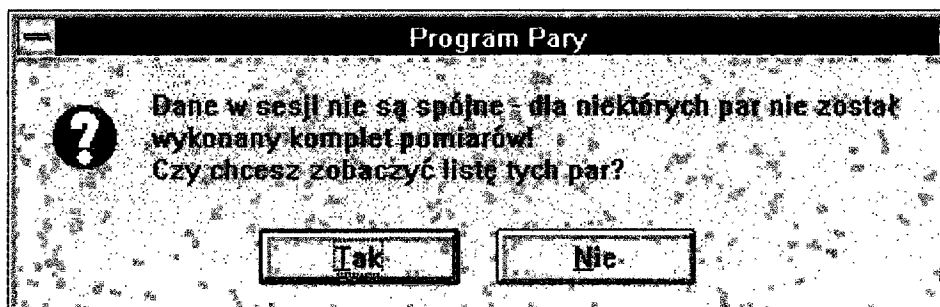 Program Pary
Dane w sesji nie są spójne - dla niektórych par nie został
wykonany komplet pomiarów!
Czy chcesz zobaczyć listę tych par?
Tak
Nie